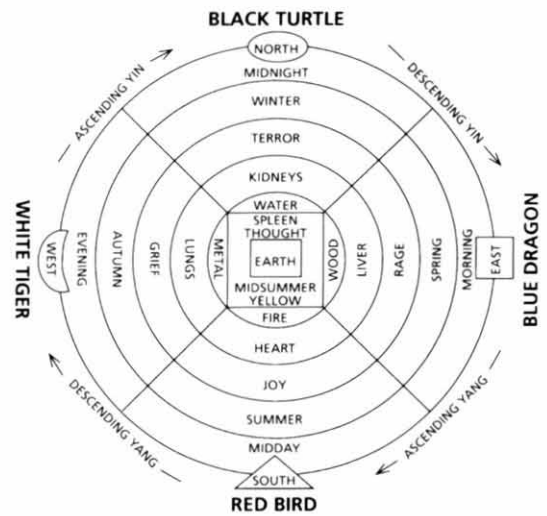 BLACK TURTLE
NORTH
MIDNIGHT
WINTER
TERROR
KIDNEYS
WATER
SPLEEN
THOUGHT
EARTH
MIDSUMMER
YELLOW
FIRE
HEART
JOY
SUMMER
MIDDAY
SOUTH
RED BIRD
WHITE TIGER
WEST
EVENING
AUTUMN
GRIEF
LUNGS
METAL
WOOD
LIVER
RAGE
SPRING
MORNING
EAST
BLUE DRAGON
ASCENDING YIN
DESCENDING YIN
ASCENDING YANG
DESCENDING YANG